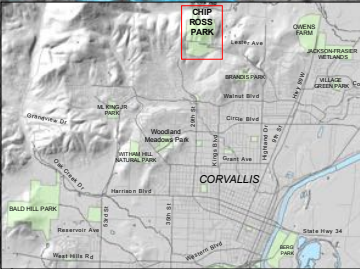 CHIP
ROSS
PARK
OWENS
FARM
Lester Ave
JACKSON-FRASIER
WETLANDS
BRANDIS PARK
VILLAGE
GREEN PARK
Hwy 99W
Walnut Blvd
MLKING JR
PARK
29th St
Circle Blvd
Grandview Dr
Highland Dr
9th St
Woodland
Meadows Park
Kings Blvd
WITHAM HILL
NATURAL PARK
Grant Ave
Oak Creek Dr
CORVALLIS
Harrison Blvd
BALD HILL PARK
53rd St
35th St
State Hwy 34
Reservoir Ave
BERG
PARK
Western Blvd
West Hills Rd